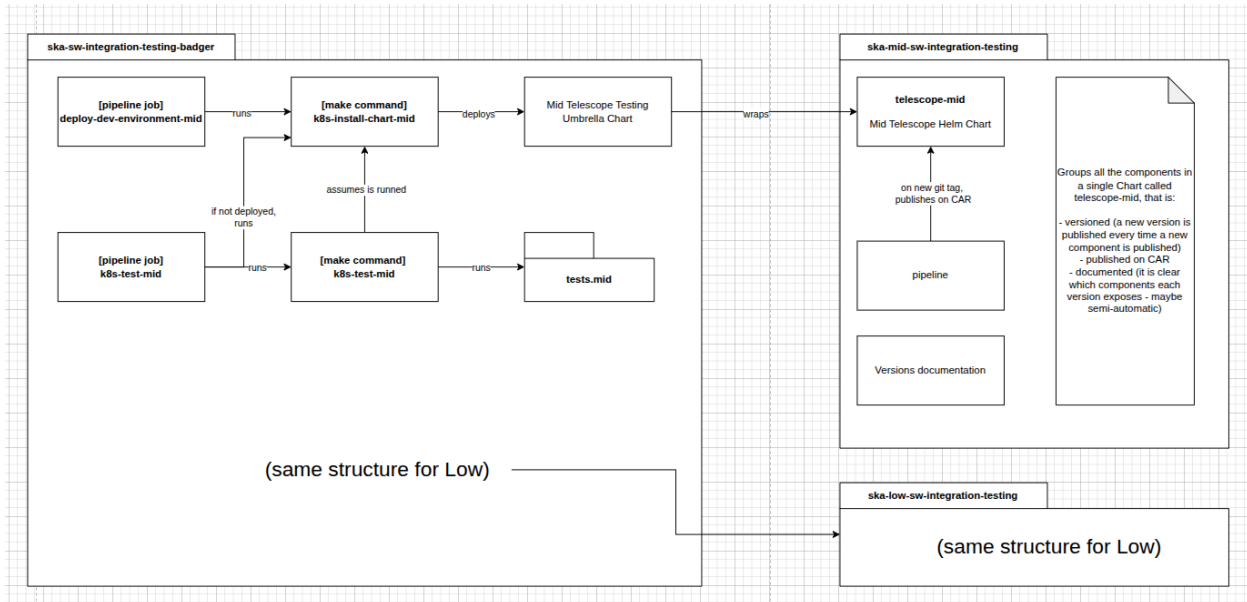 ska-sw-integration-testing-badger
[pipeline job]
deploy-dev-environment-mid
runs
[make command]
k8s-install-chart-mid
deploys
Mid Telescope Testing
Umbrella Chart
wraps
if not deployed,
runs
assumes is runned
[pipeline job]
k8s-test-mid
runs
[make command]
k8s-test-mid
runs
tests.mid
(same structure for Low)
ska-mid-sw-integration-testing
telescope-mid
Mid Telescope Helm Chart
on new git tag,
publishes on CAR
pipeline
Versions documentation
Groups all the components in
a single Chart called
telescope-mid, that is:
- versioned (a new version is
published every time a new
component is published)
- published on CAR
- documented (it is clear
which components each
version exposes - maybe
semi-automatic)
ska-low-sw-integration-testing
(same structure for Low)